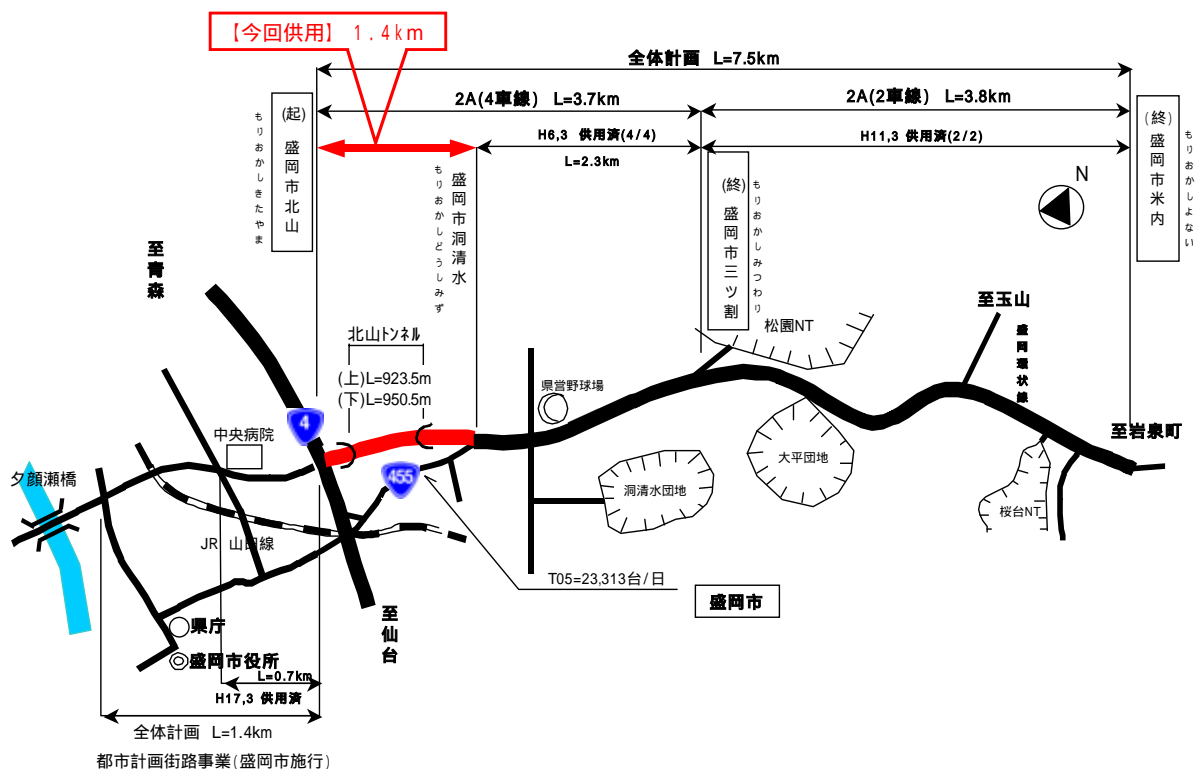 【今回供用】 1.4km
全体計画 L=7.5km
2A(4車線) L=3.7km
2A(2車線) L=3.8km
H6,3 供用済(4/4)
L=2.3km
H11,3 供用済(2/2)
(起)盛岡市北山
もりおかしきたやま
盛岡市洞清水
もりおかしどうしみず
(終)盛岡市三ツ割
もりおかしみつわり
(終)盛岡市米内
もりおかしよない
N
至青森
北山トンネル
(上)L=923.5m
(下)L=950.5m
4
中央病院
夕顔瀬橋
455
県営野球場
松園NT
至玉山
盛岡環状線
至岩泉町
大平団地
洞清水団地
桜台NT
JR 山田線
T05=23,313台/日
盛岡市
至仙台
県庁
盛岡市役所
L=0.7km
H17,3 供用済
全体計画 L=1.4km
都市計画街路事業(盛岡市施行)